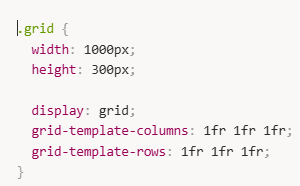 .grid {
  width: 1000px;
  height: 300px;

  display: grid;
  grid-template-columns: 1fr 1fr 1fr;
  grid-template-rows: 1fr 1fr 1fr;
}